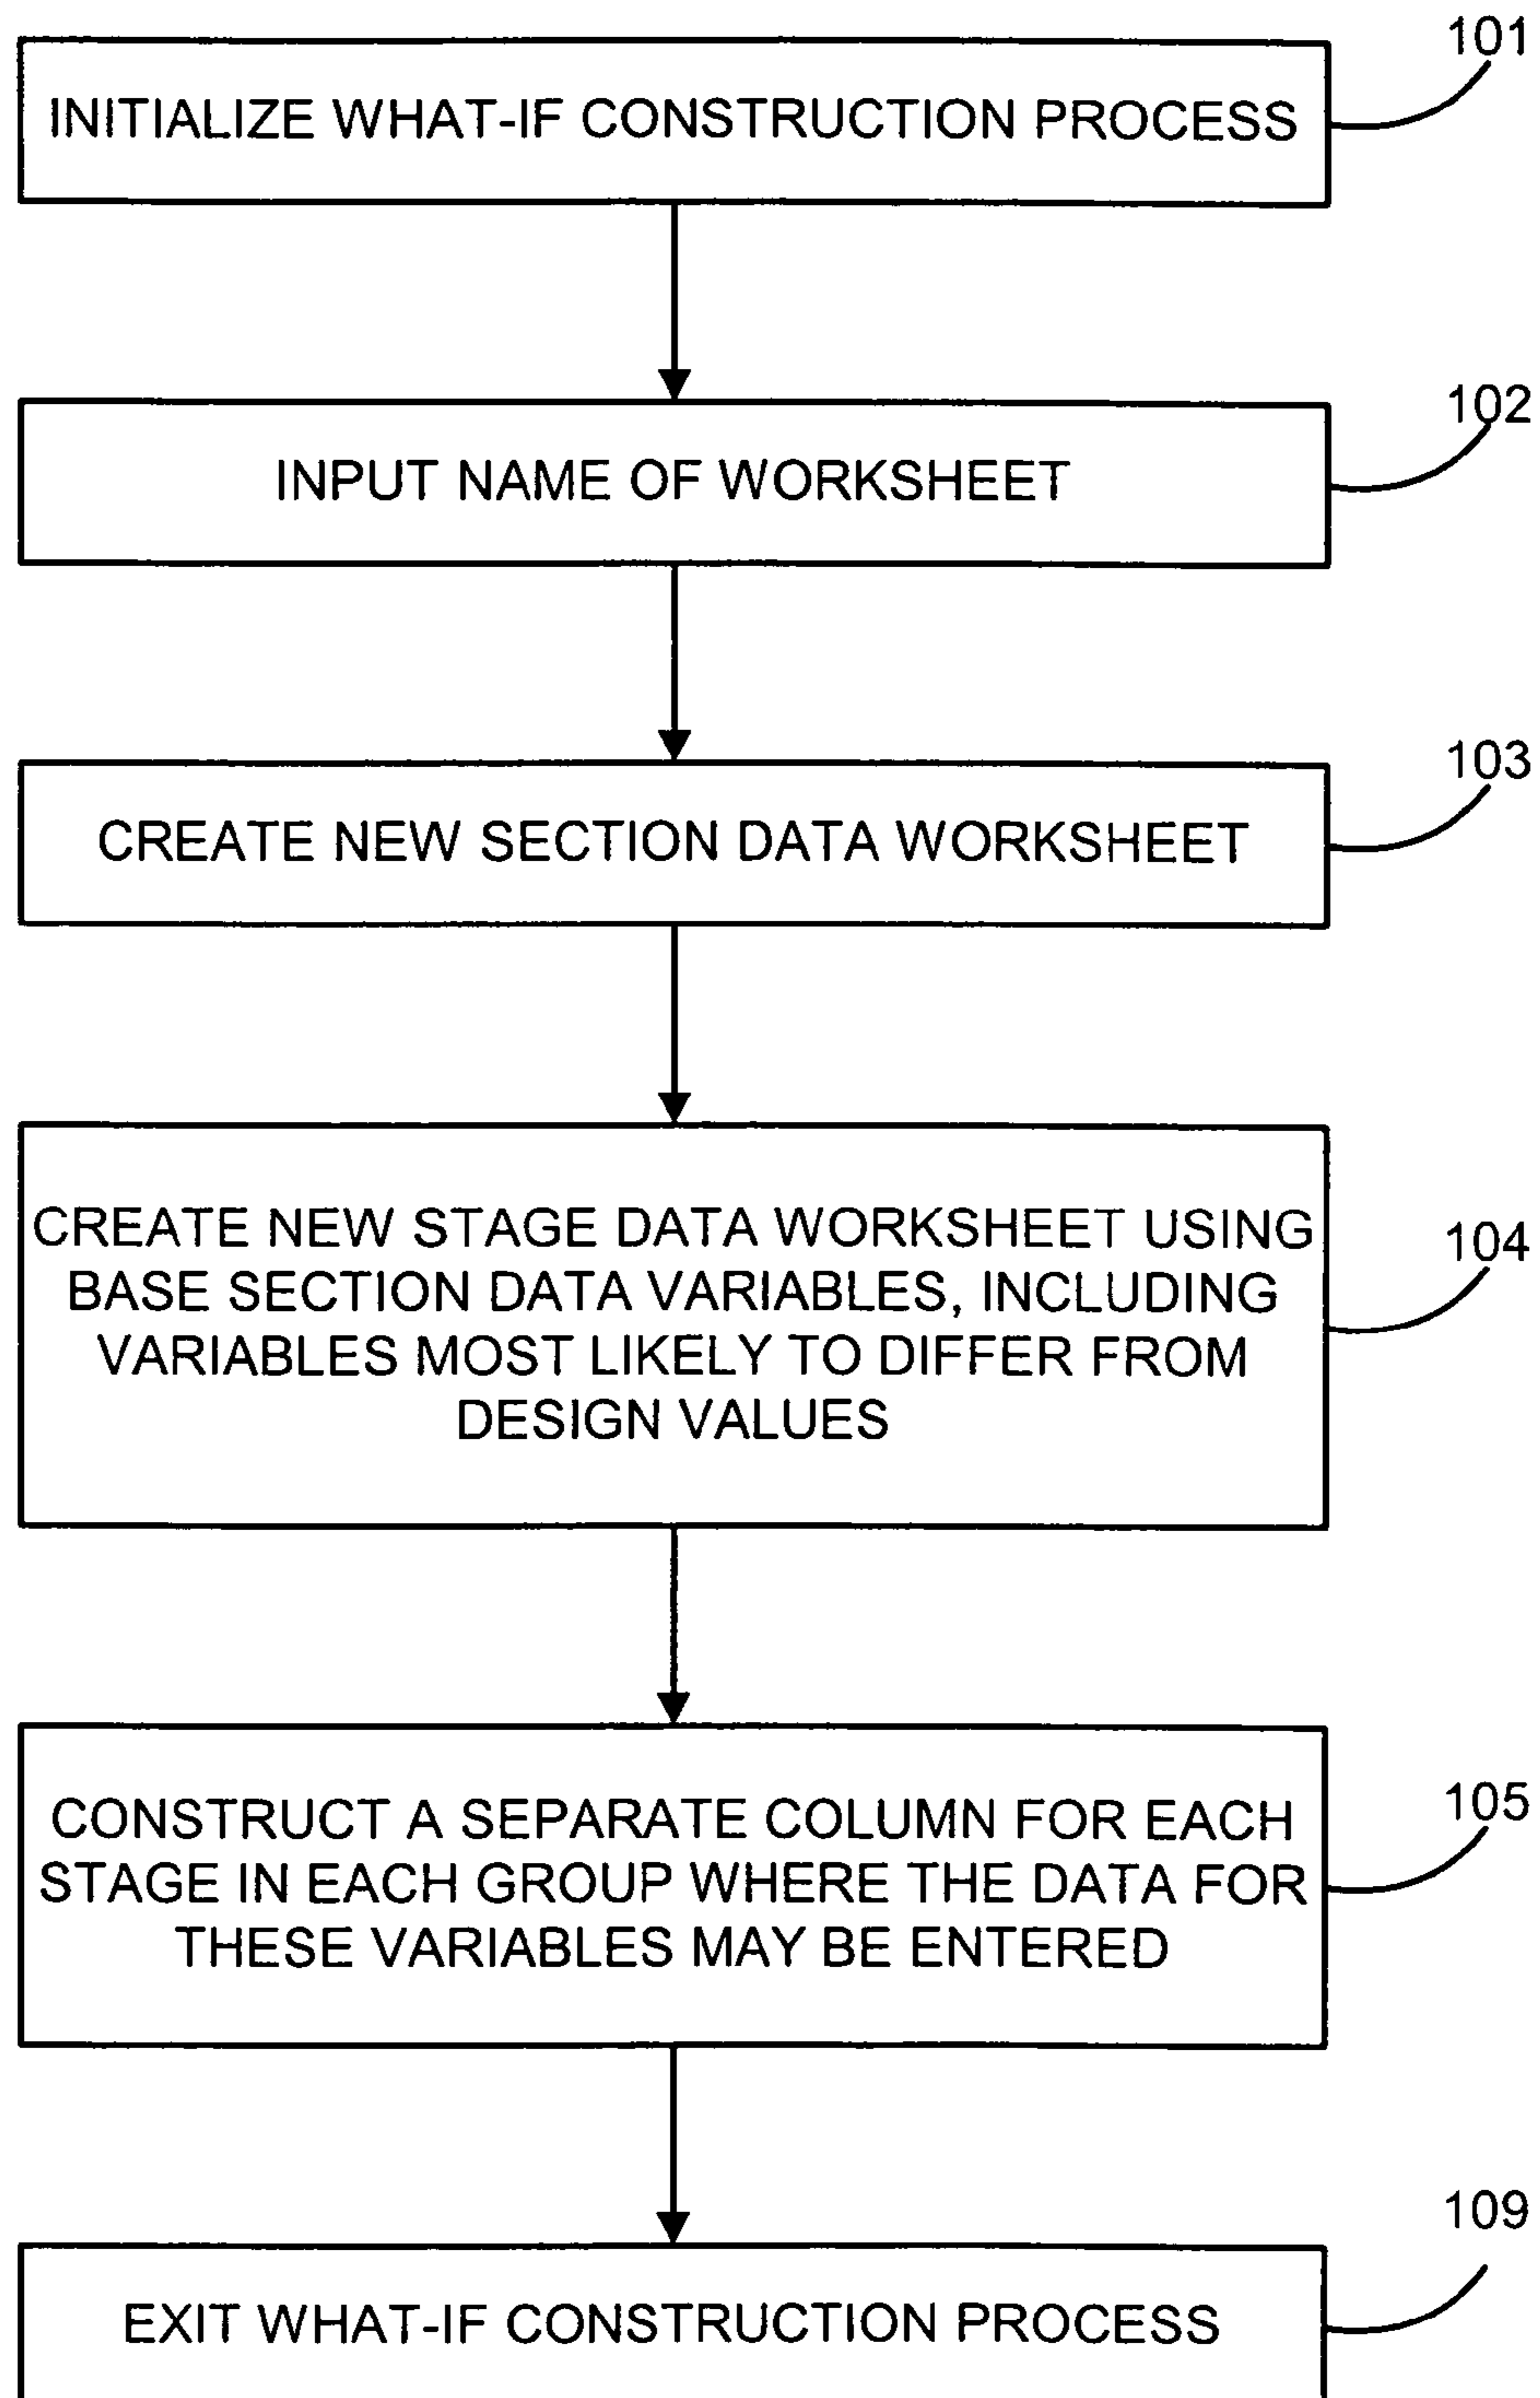 101
INITIALIZE WHAT-IF CONSTRUCTION PROCESS
102
INPUT NAME OF WORKSHEET
103
CREATE NEW SECTION DATA WORKSHEET
CREATE NEW STAGE DATA WORKSHEET USING
104
BASE SECTION DATA VARIABLES, INCLUDING
VARIABLES MOST LIKELY TO DIFFER FROM
DESIGN VALUES
105
CONSTRUCT A SEPARATE COLUMN FOR EACH
STAGE IN EACH GROUP WHERE THE DATA FOR
THESE VARIABLES MAY BE ENTERED
109
EXIT WHAT-IF CONSTRUCTION PROCESS